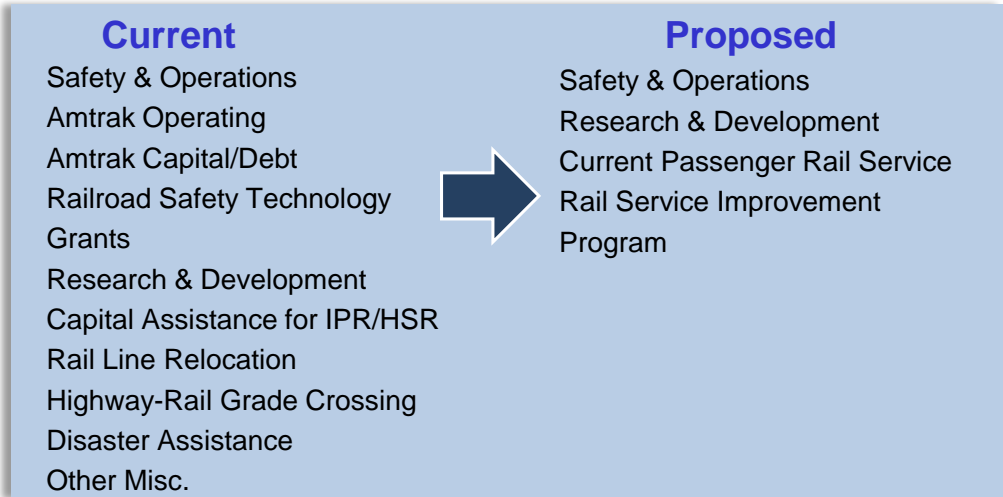 Current
Safety & Operations
Amtrak Operating
Amtrak Capital/Debt
Railroad Safety Technology
Grants
Research & Development
Capital Assistance for IPR/HSR
Rail Line Relocation
Highway-Rail Grade Crossing
Disaster Assistance
Other Misc.
Proposed
Safety & Operations
Research & Development
Current Passenger Rail Service
Rail Service Improvement
Program